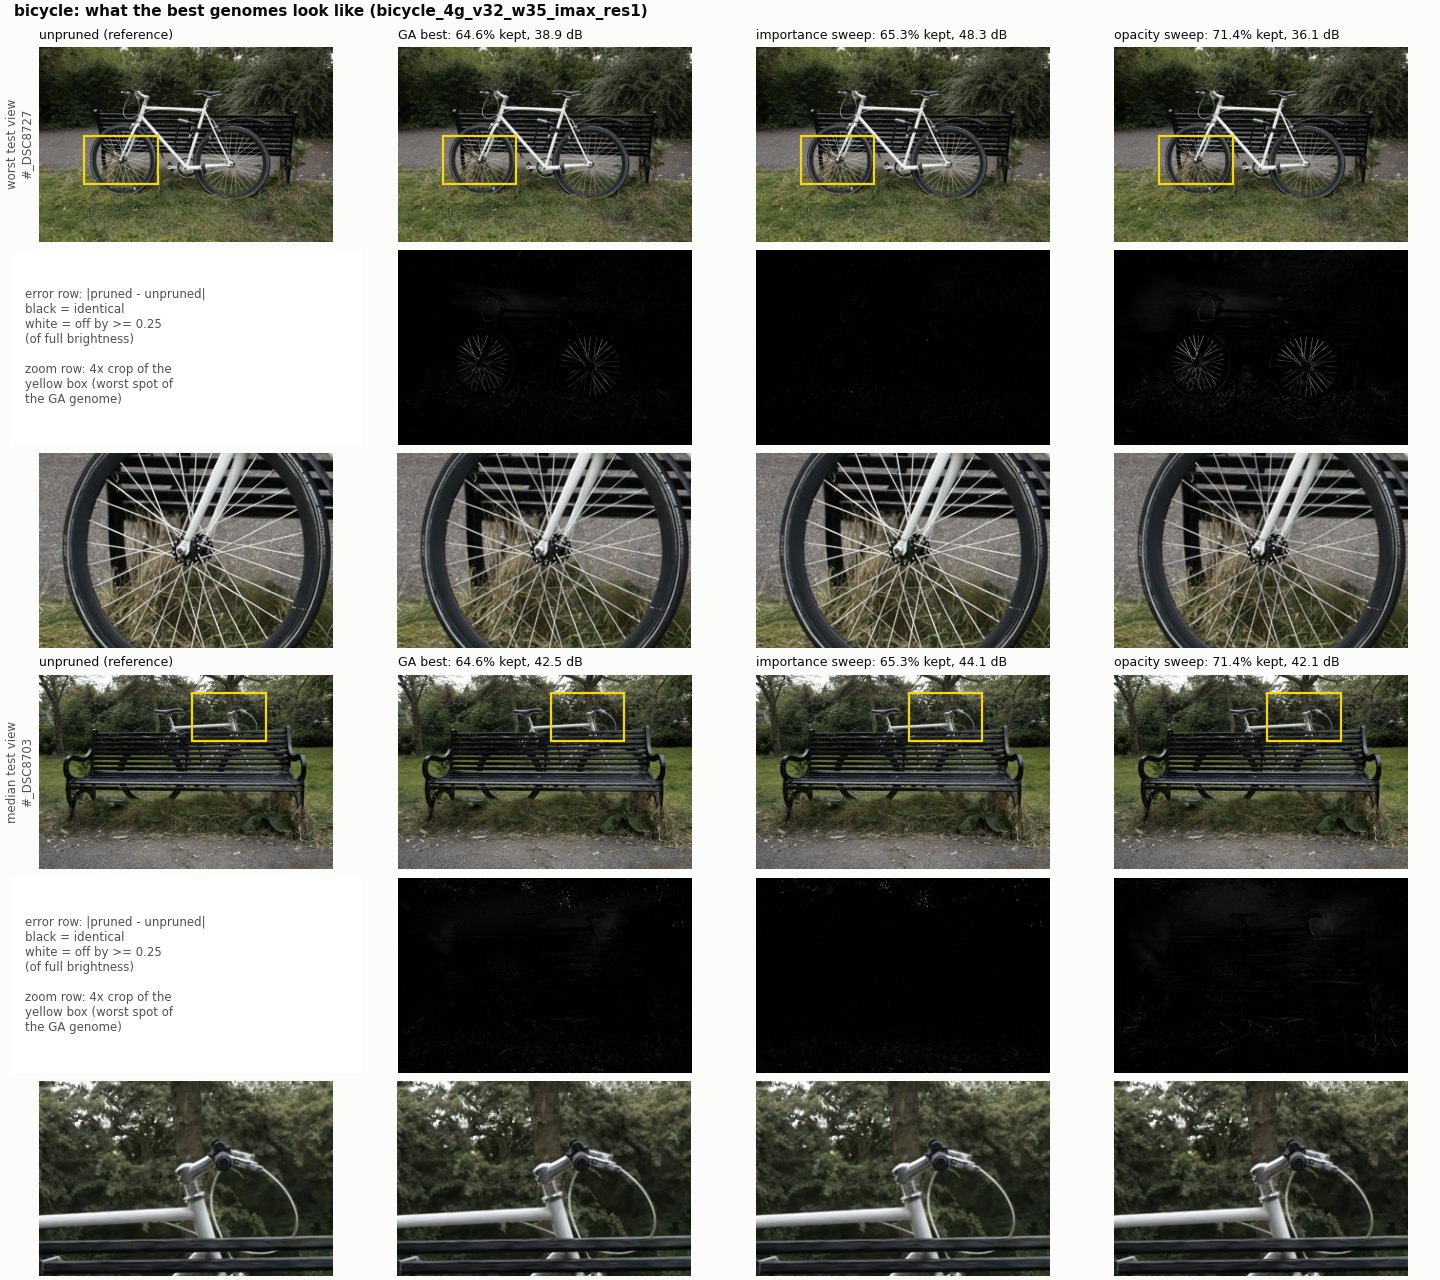 bicycle: what the best genomes look like (bicycle_4g_v32_w35_imax_res1)
unpruned (reference)
GA best: 64.6% kept, 38.9 dB
importance sweep: 65.3% kept, 48.3 dB
opacity sweep: 71.4% kept, 36.1 dB
worst test view
#_DSC8727
error row: |pruned - unpruned|
black = identical
white = off by >= 0.25
(of full brightness)
zoom row: 4x crop of the
yellow box (worst spot of
the GA genome)
unpruned (reference)
GA best: 64.6% kept, 42.5 dB
importance sweep: 65.3% kept, 44.1 dB
opacity sweep: 71.4% kept, 42.1 dB
median test view
#_DSC8703
error row: |pruned - unpruned|
black = identical
white = off by >= 0.25
(of full brightness)
zoom row: 4x crop of the
yellow box (worst spot of
the GA genome)